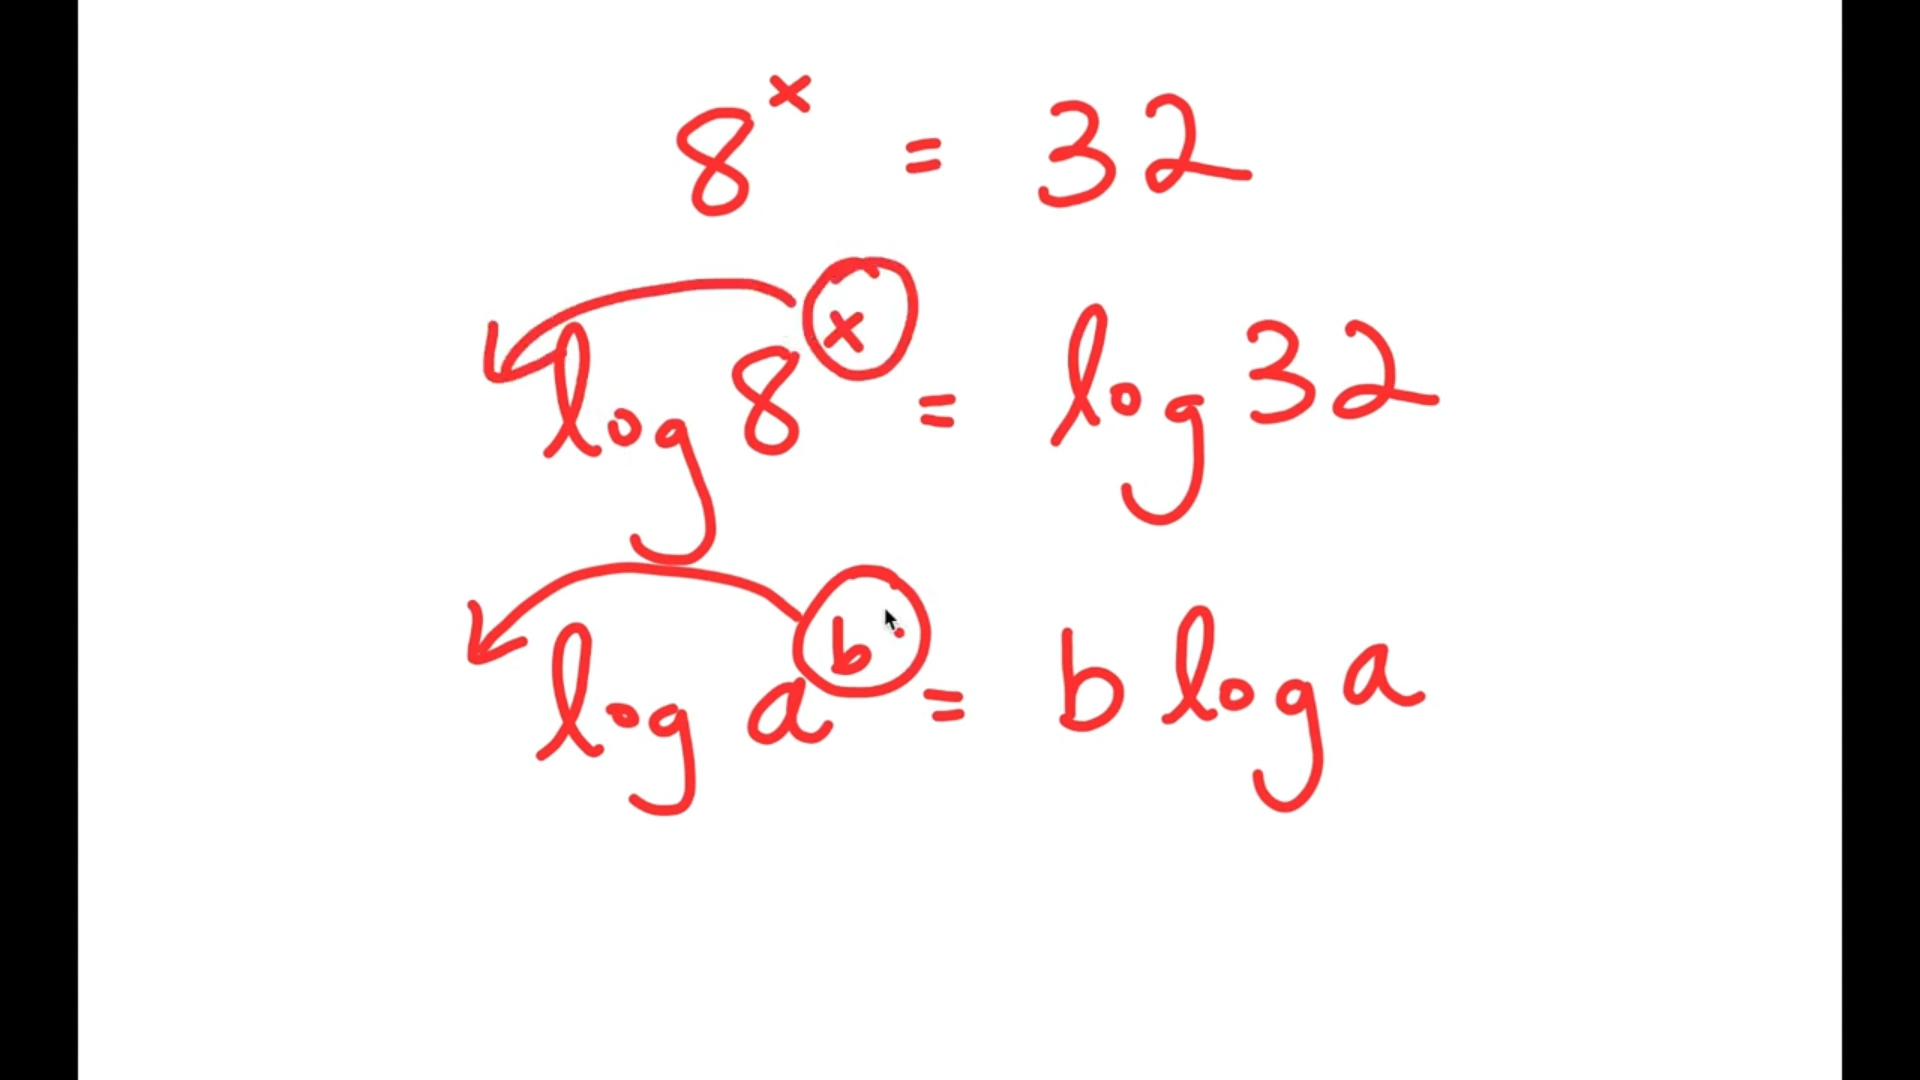 8^x = 32
log 8^x = log 32
log a^b = b log a